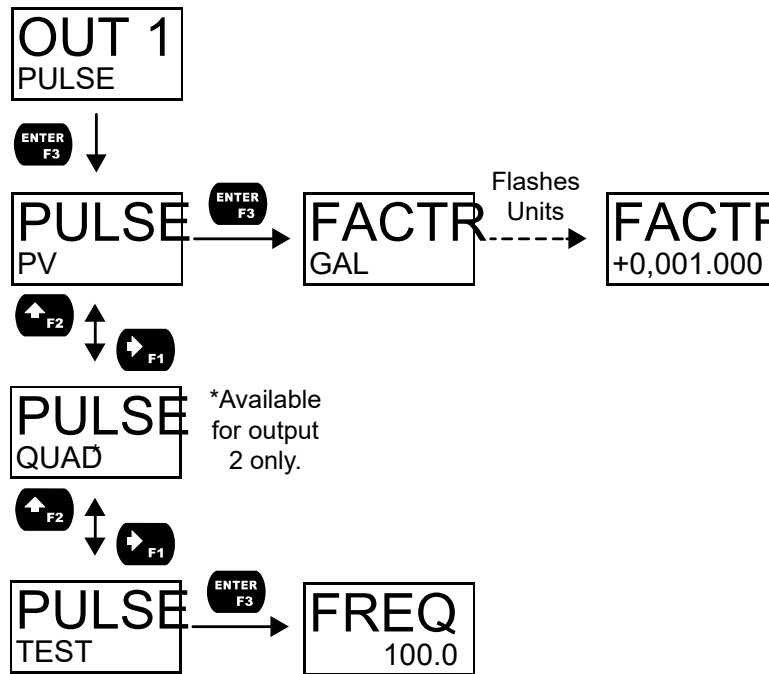 OUT 1
PULSE
ENTER
F3
PULSE
PV
ENTER
F3
FACTR
GAL
Flashes
Units
FACTR
+0,001.000
F2
F1
PULSE
QUAD*
*Available
for output
2 only.
F2
F1
PULSE
TEST
ENTER
F3
FREQ
100.0